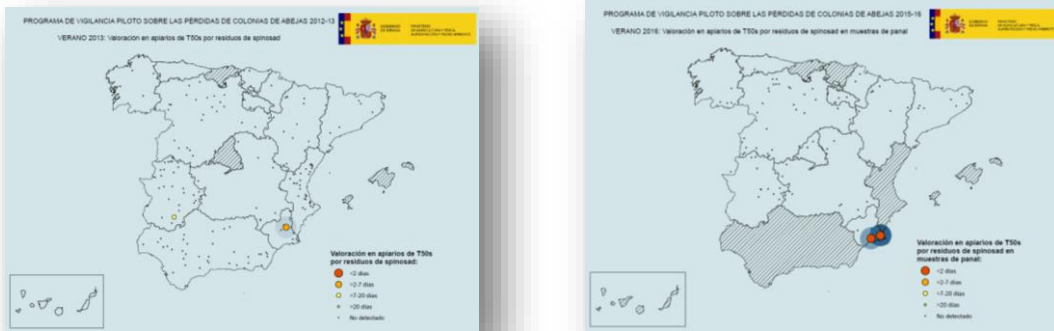 PROGRAMA DE VIGILANCIA PILOTO SOBRE LAS PÉRDIDAS DE COLONIAS DE ABEJAS 2012-13
VERANO 2013: Valoración en apiarios de T50s por residuos de spinosad
GOBIERNO DE ESPAÑA
Valoración en apiarios de T50s
por residuos de spinosad:
<2 días
>2-7 días
>7-20 días
>20 días
No detectado
PROGRAMA DE VIGILANCIA PILOTO SOBRE LAS PÉRDIDAS DE COLONIAS DE ABEJAS 2015-16
VERANO 2016: Valoración en apiarios de T50s por residuos de spinosad en muestras de panal
Valoración en apiarios de T50s
por residuos de spinosad en
muestras de panal:
<2 días
>2-7 días
>7-20 días
>20 días
No detectado